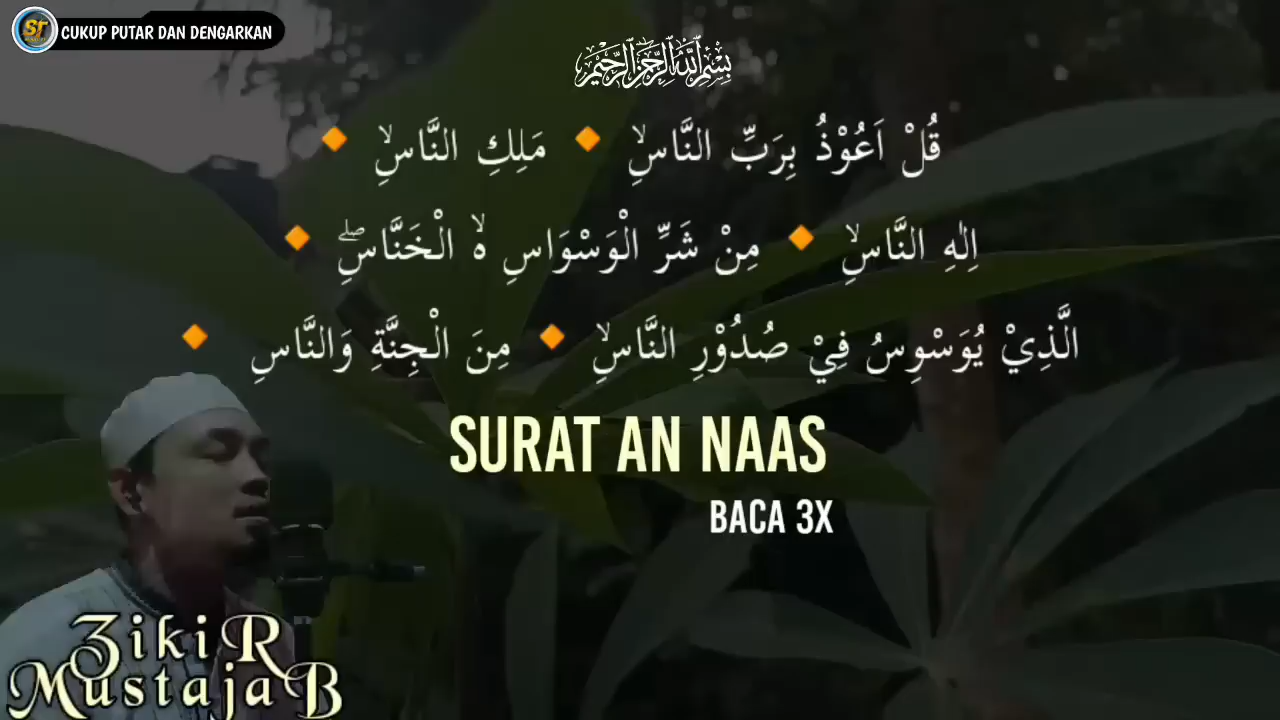 ST CUKUP PUTAR DAN DENGARKAN
بِسْمِ اللّٰهِ الرَّحْمٰنِ الرَّحِيْمِ
قُلْ اَعُوْذُ بِرَبِّ النَّاسِۙ 🔸 مَلِكِ النَّاسِۙ 🔸
اِلٰهِ النَّاسِۙ 🔸 مِنْ شَرِّ الْوَسْوَاسِ ەۙ الْخَنَّاسِۖ 🔸
الَّذِيْ يُوَسْوِسُ فِيْ صُدُوْرِ النَّاسِۙ 🔸 مِنَ الْجِنَّةِ وَالنَّاسِ 🔸
SURAT AN NAAS
BACA 3X
ZikiR
MustajaB